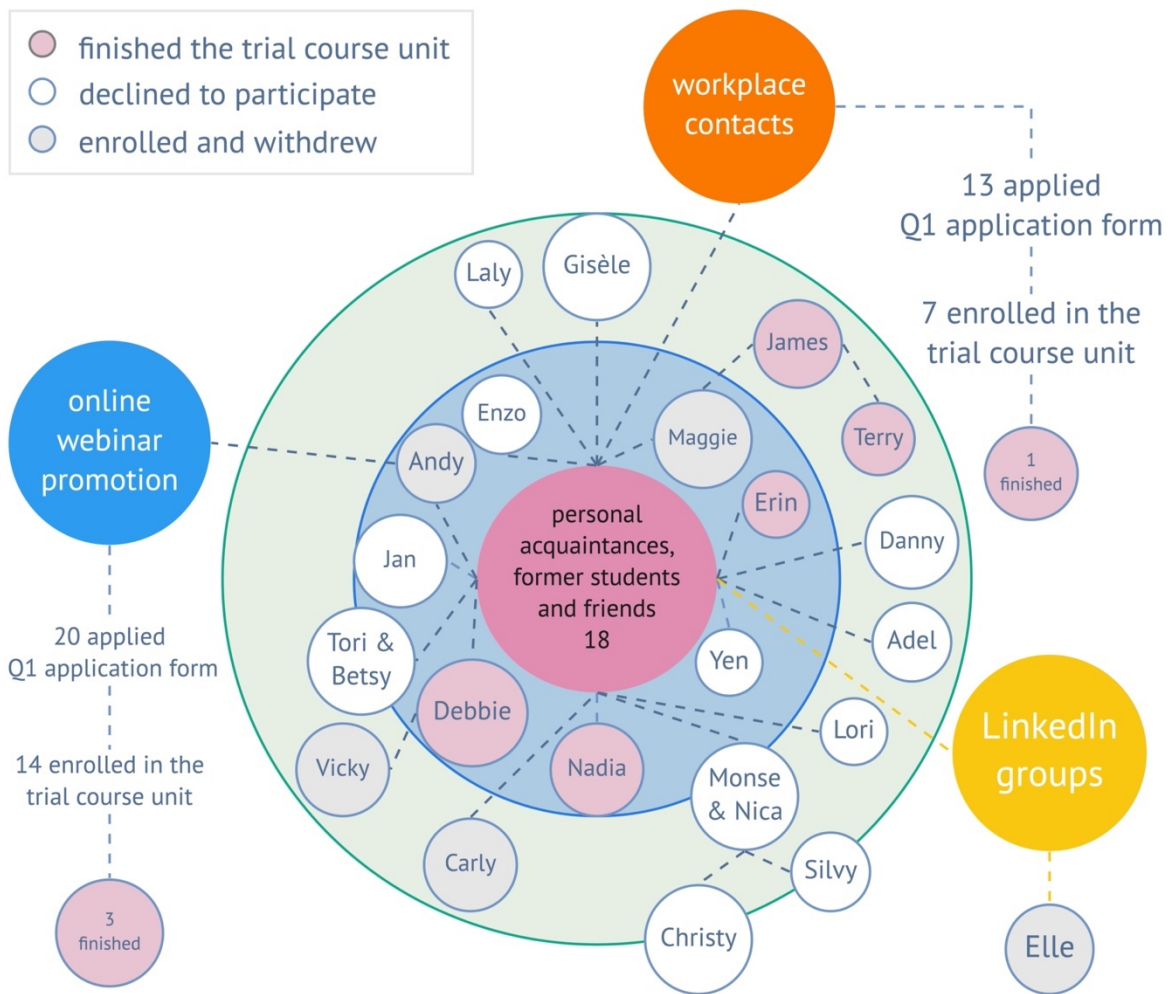 finished the trial course unit
declined to participate
enrolled and withdrew
workplace
contacts
13 applied
Q1 application form
7 enrolled in the
trial course unit
1
finished
Laly
Gisèle
James
Terry
Enzo
Maggie
Andy
Erin
online
webinar
promotion
Jan
personal
acquaintances,
former students
and friends
18
Danny
Adel
Tori &
Betsy
Yen
20 applied
Q1 application form
14 enrolled in the
trial course unit
3
finished
Debbie
Vicky
Nadia
Lori
Monse
& Nica
LinkedIn
groups
Carly
Silvy
Christy
Elle